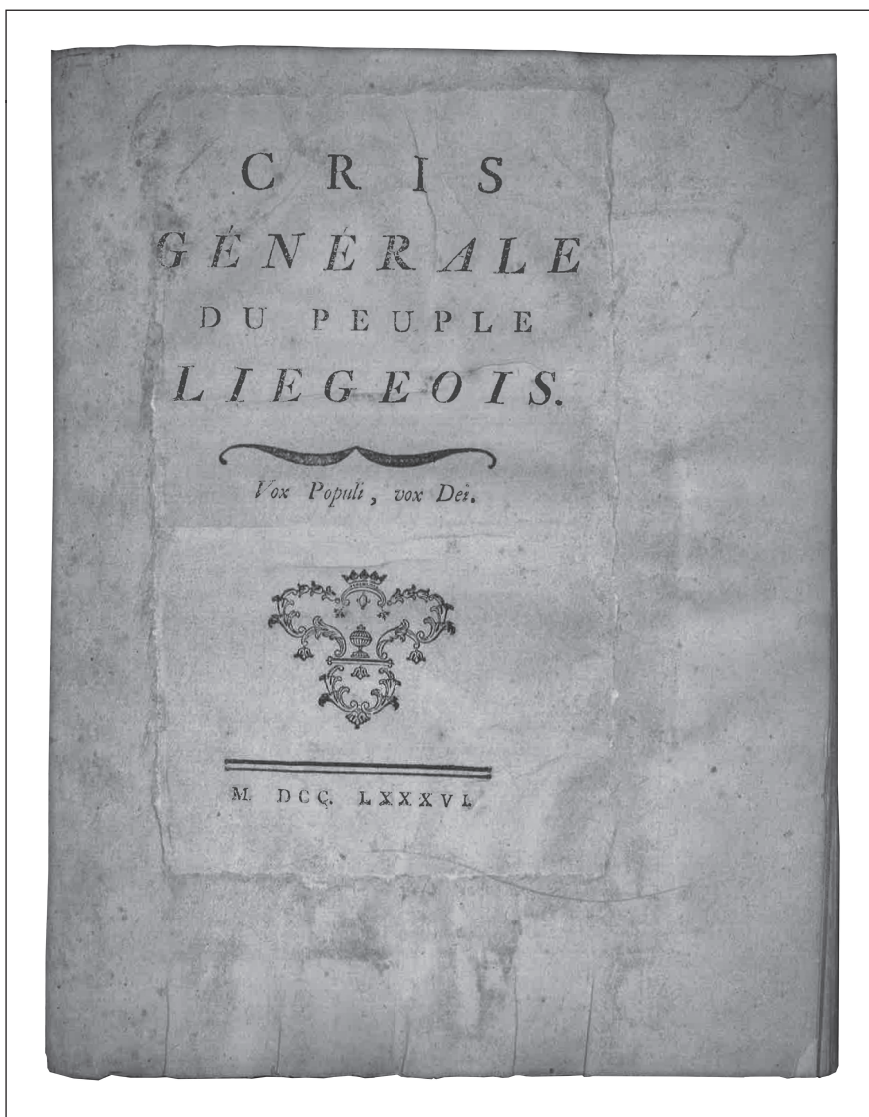 CRIS
GÉNÉRALE
DU PEUPLE
LIEGEOIS.
Vox Populi, vox Dei.
M. DCC. LXXXVI.